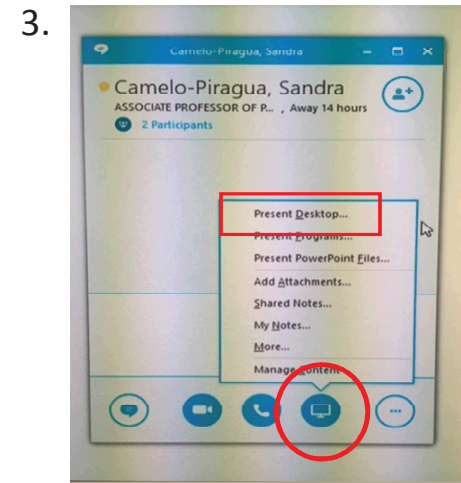 3.
Camelo-Piragua, Sandra
Camelo-Piragua, Sandra
ASSOCIATE PROFESSOR OF P... , Away 14 hours
2 Participants
Present Desktop...
Present Programs...
Present PowerPoint Files...
Add Attachments...
Shared Notes...
My Notes...
More...
Manage Content